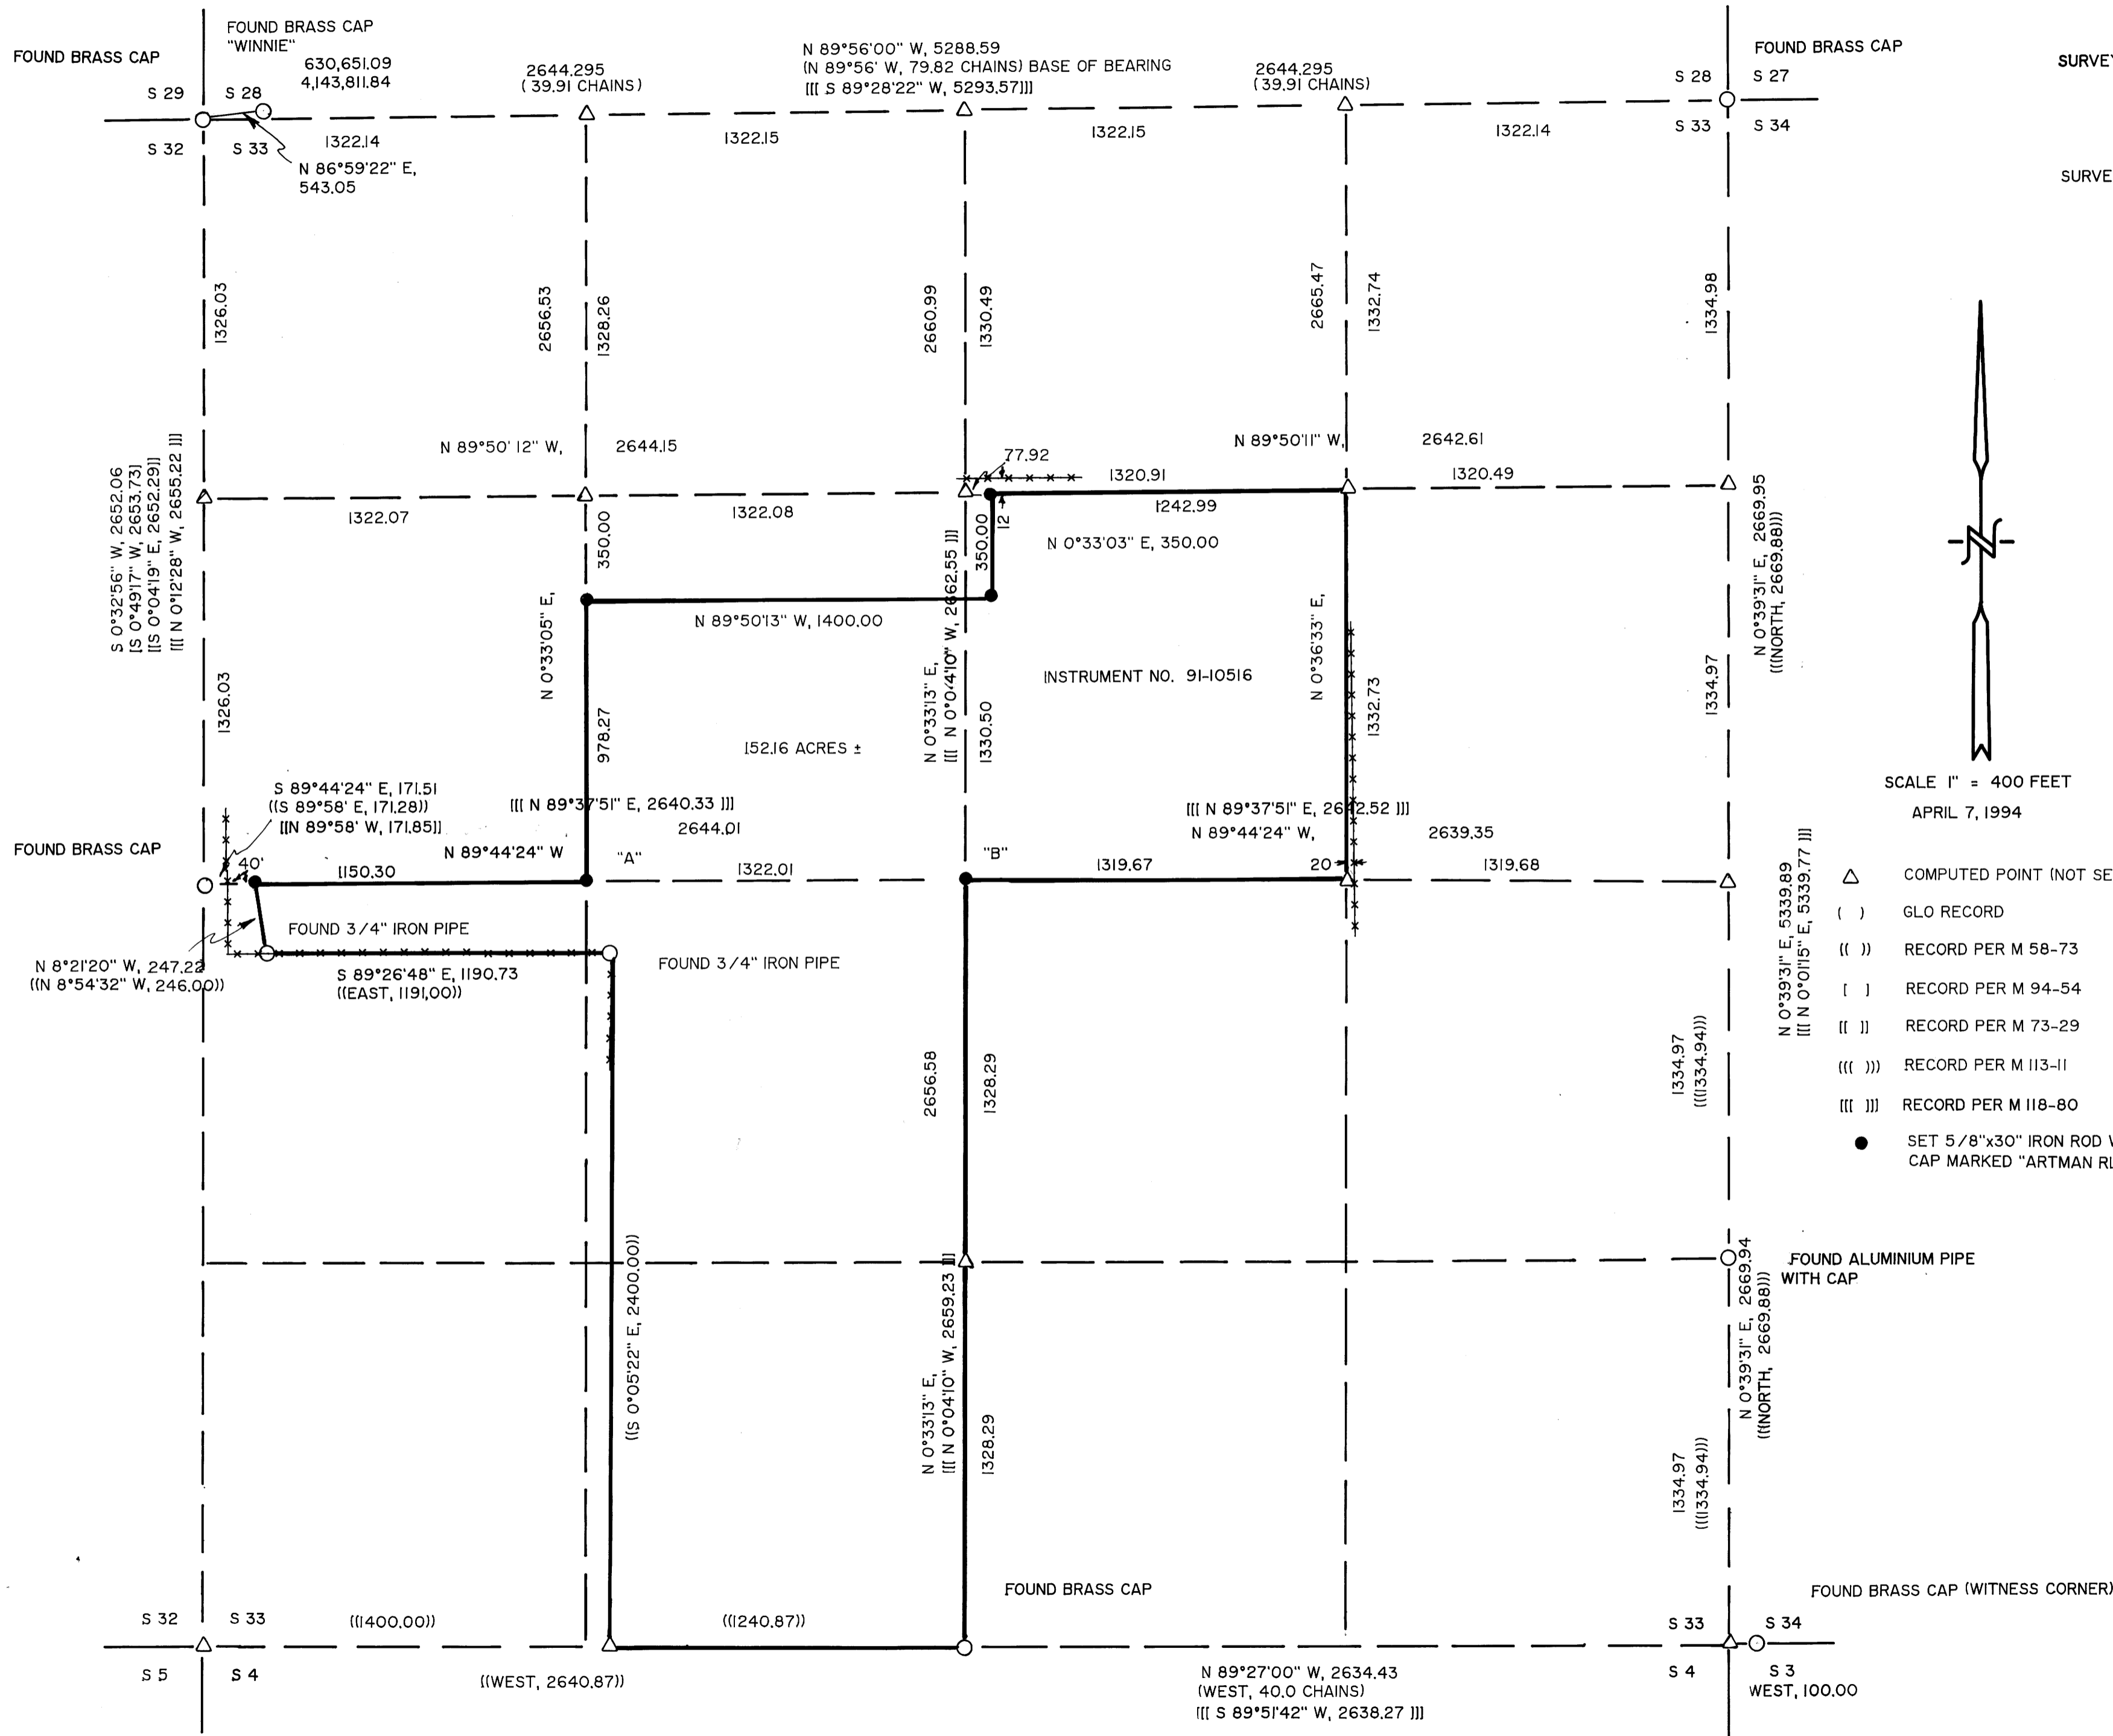 FOUND BRASS CAP
"WINNIE"
FOUND BRASS CAP
630,651.09
4,143,811.84
S 29
S 28
S 32
S 33
1322.14
N 86°59'22" E,
543.05
2644.295
(39.91 CHAINS)
1322.15
N 89°56'00" W, 5288.59
(N 89°56' W, 79.82 CHAINS) BASE OF BEARING
[[[ S 89°28'22" W, 5293.57]]]
1322.15
2644.295
(39.91 CHAINS)
1322.14
FOUND BRASS CAP
S 28
S 27
S 33
S 34
SURVE
SURVE
1326.03
2656.53
1328.26
2660.99
1330.49
2665.47
1332.74
1334.98
N 89°50'12" W,
2644.15
77.92
N 89°50'11" W,
2642.61
1320.91
1320.49
1322.07
1322.08
1242.99
12
350.00
350.00
N 0°33'03" E, 350.00
S 0°32'56" W, 2652.06
[S 0°49'17" W, 2653.73]
[[S 0°04'19" E, 2652.29]]
[[[ N 0°12'28" W, 2655.22 ]]]
N 0°39'31" E, 2669.95
(((NORTH, 2669.88)))
N 89°50'13" W, 1400.00
N 0°33'05" E,
978.27
N 0°33'13" E,
[[[ N 0°04'10" W, 2662.55 ]]]
1330.50
INSTRUMENT NO. 91-10516
152.16 ACRES ±
N 0°36'33" E,
1332.73
1334.97
1326.03
SCALE 1" = 400 FEET
APRIL 7, 1994
S 89°44'24" E, 171.51
((S 89°58' E, 171.28))
[[N 89°58' W, 171.85]]
[[[ N 89°37'51" E, 2640.33 ]]]
2644.01
N 89°44'24" W
"A"
1322.01
"B"
[[[ N 89°37'51" E, 2642.52 ]]]
N 89°44'24" W,
2639.35
1319.67
20
1319.68
FOUND BRASS CAP
40'
1150.30
FOUND 3/4" IRON PIPE
FOUND 3/4" IRON PIPE
N 8°21'20" W, 247.22
((N 8°54'32" W, 246.00))
S 89°26'48" E, 1190.73
((EAST, 1191.00))
N 0°39'31" E, 5339.89
[[[ N 0°01'15" E, 5339.77 ]]]
COMPUTED POINT (NOT SE
( ) GLO RECORD
(( )) RECORD PER M 58-73
[ ] RECORD PER M 94-54
[[ ]] RECORD PER M 73-29
((( ))) RECORD PER M 113-11
[[[ ]]] RECORD PER M 118-80
SET 5/8"x30" IRON ROD
CAP MARKED "ARTMAN
2656.58
1328.29
1334.97
(((1334.94)))
((S 0°05'22" E, 2400.00))
N 0°33'13" E,
[[[ N 0°04'10" W, 2659.23 ]]]
1328.29
FOUND ALUMINIUM PIPE
WITH CAP
N 0°39'31" E, 2669.94
(((NORTH, 2669.88)))
1334.97
(((1334.94)))
FOUND BRASS CAP
FOUND BRASS CAP (WITNESS CORNER)
S 32
S 33
((1400.00))
((1240.87))
S 33
S 34
S 5
S 4
((WEST, 2640.87))
N 89°27'00" W, 2634.43
(WEST, 40.0 CHAINS)
[[[ S 89°51'42" W, 2638.27 ]]]
S 4
S 3
WEST, 100.00